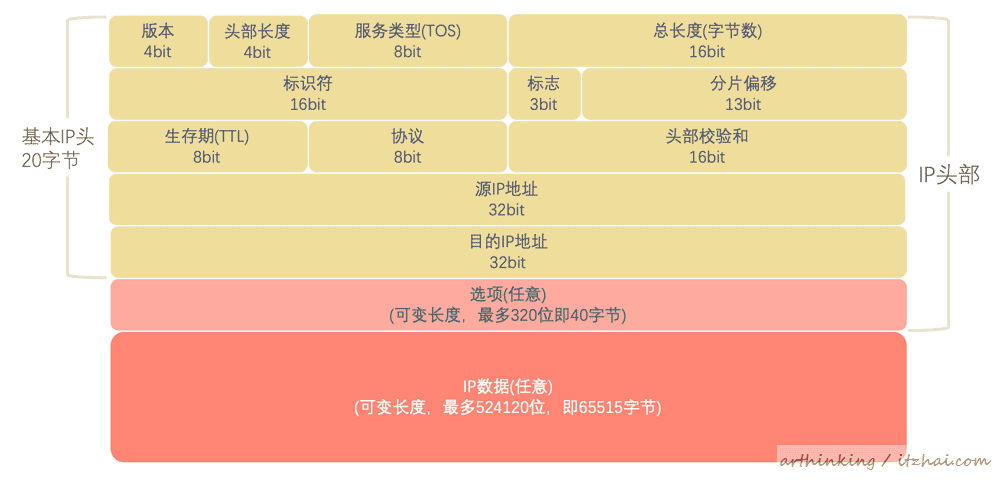 版本
4bit
头部长度
4bit
服务类型(TOS)
8bit
总长度(字节数)
16bit
标识符
16bit
标志
3bit
分片偏移
13bit
基本IP头
20字节
生存期(TTL)
8bit
协议
8bit
头部校验和
16bit
IP头部
源IP地址
32bit
目的IP地址
32bit
选项(任意)
(可变长度，最多320位即40字节)
IP数据(任意)
(可变长度，最多524120位，即65515字节)
arthinking / itzhai.com